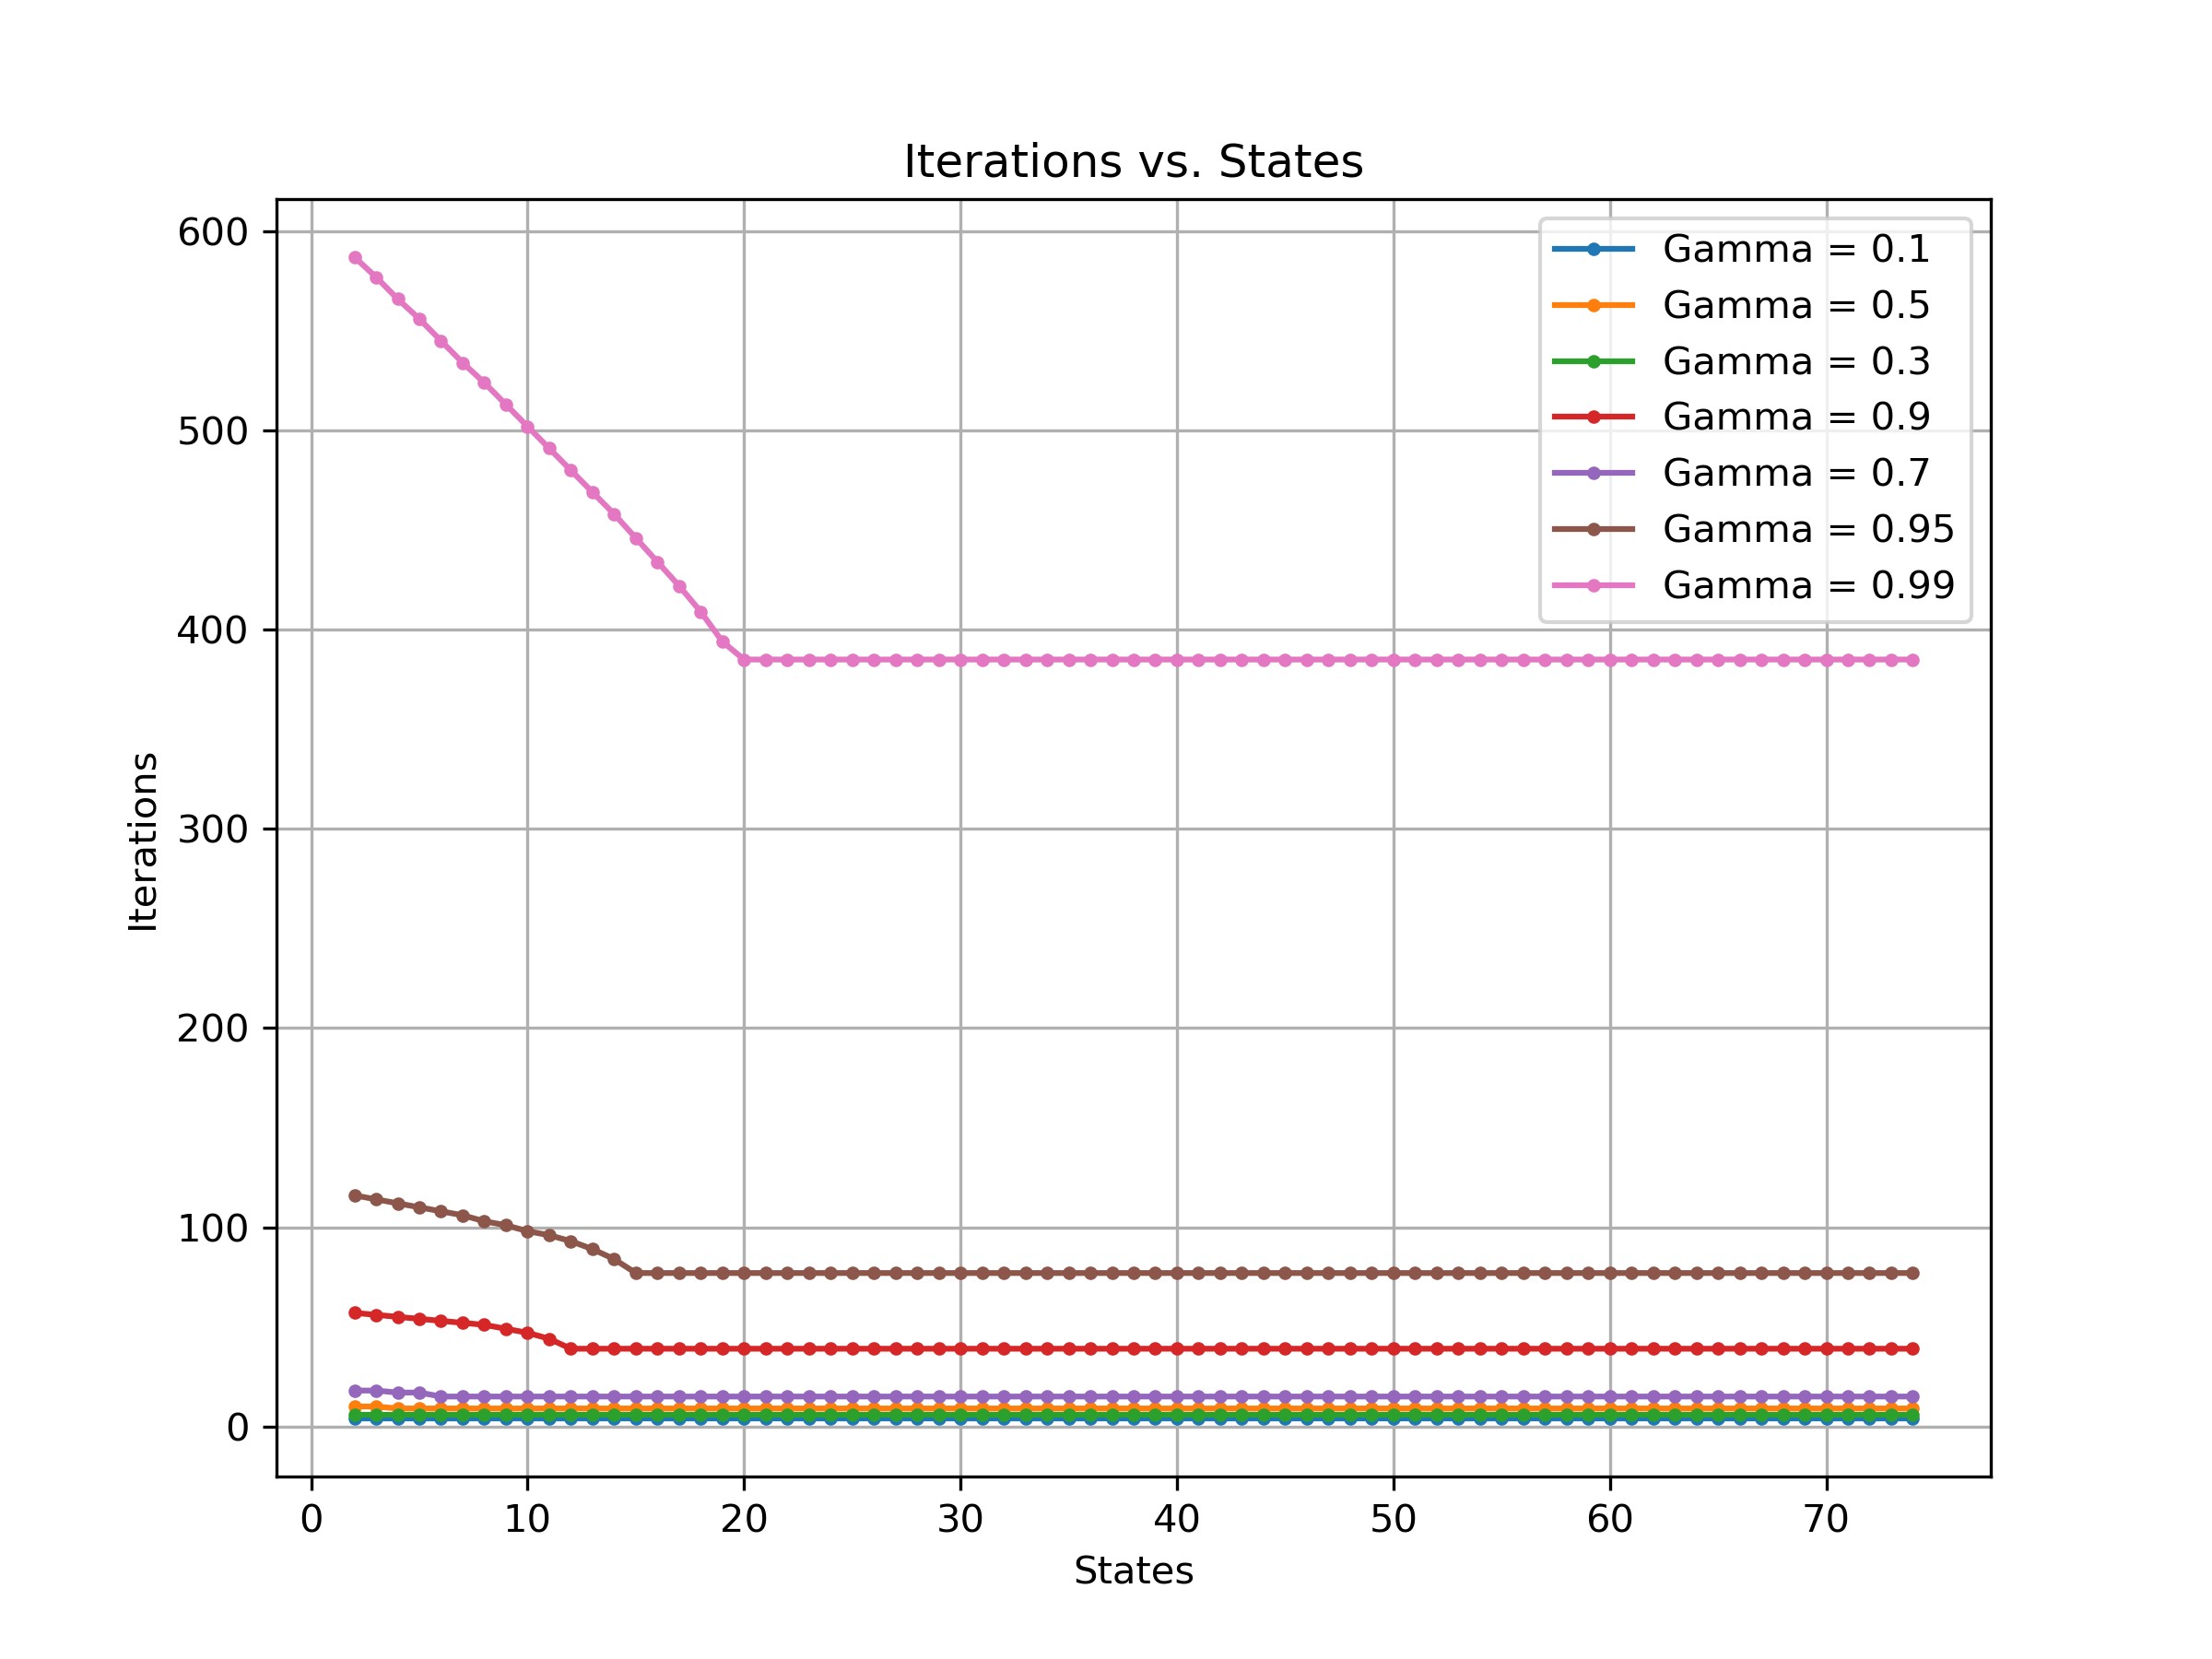 Iterations vs. States
600
500
400
300
200
100
0
Iterations
Gamma = 0.1
Gamma = 0.5
Gamma = 0.3
Gamma = 0.9
Gamma = 0.7
Gamma = 0.95
Gamma = 0.99
0 10 20 30 40 50 60 70
States